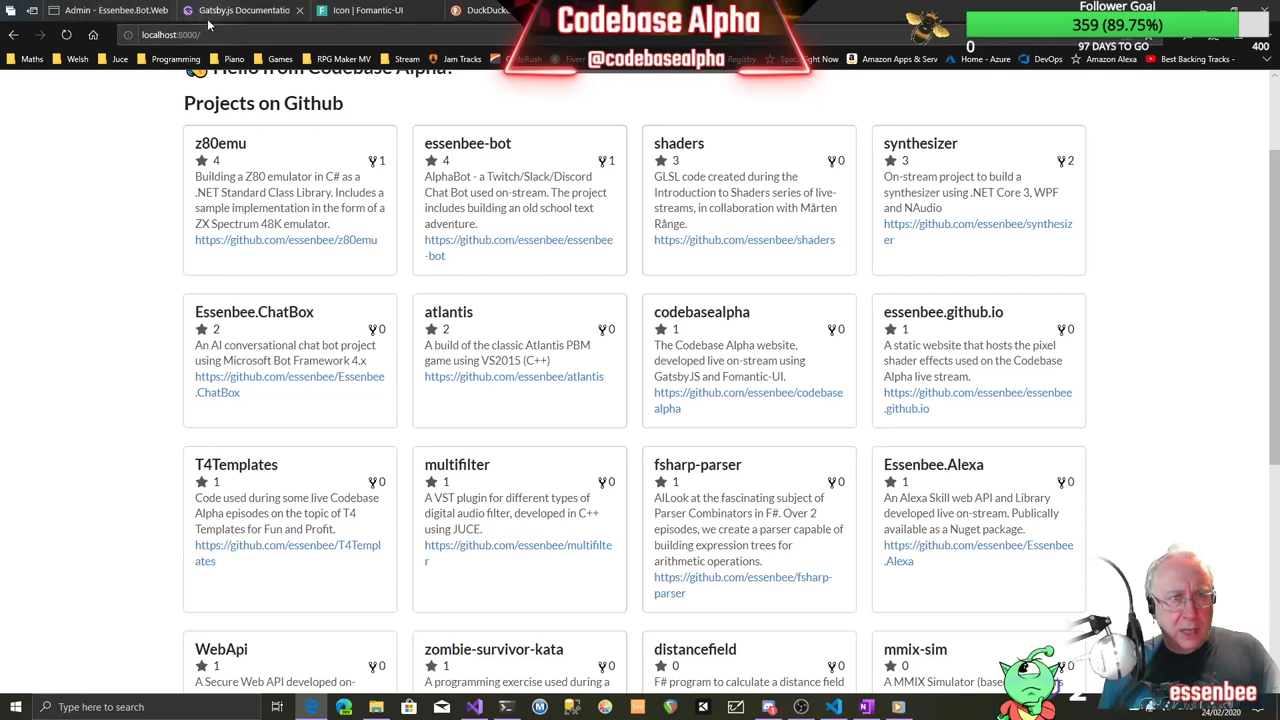 Admin - Essenbee.Bot.Web
Gatsby.js Documentatio
Icon | Fomantic-UI
DuckDuc
Codebase Alpha
@codebasealpha
Follower Goal
359 (89.75%)
0
97 DAYS TO GO
400
localhost:8000/
Maths
Welsh
Juce
Programming
Piano
Games
RPG Maker MV
Stream
Jam Tracks
Amazon Apps & Serv
Home - Azure
DevOps
Amazon Alexa
Best Backing Tracks -
Hello from Codebase Alpha!
Projects on Github
z80emu
4 1
Building a Z80 emulator in C# as a
.NET Standard Class Library. Includes a
sample implementation in the form of a
ZX Spectrum 48K emulator.
https://github.com/essenbee/z80emu
essenbee-bot
4 1
AlphaBot - a Twitch/Slack/Discord
Chat Bot used on-stream. The project
includes building an old school text
adventure.
https://github.com/essenbee/essenbee
-bot
shaders
3 0
GLSL code created during the
Introduction to Shaders series of live-
streams, in collaboration with Mårten
Rånge.
https://github.com/essenbee/shaders
synthesizer
3 2
On-stream project to build a
synthesizer using .NET Core 3, WPF
and NAudio
https://github.com/essenbee/synthesiz
er
Essenbee.ChatBox
2 0
An AI conversational chat bot project
using Microsoft Bot Framework 4.x
https://github.com/essenbee/Essenbee
.ChatBox
atlantis
2 0
A build of the classic Atlantis PBM
game using VS2015 (C++)
https://github.com/essenbee/atlantis
codebasealpha
1 0
The Codebase Alpha website,
developed live on-stream using
GatsbyJS and Fomantic-UI.
https://github.com/essenbee/codebase
alpha
essenbee.github.io
1 0
A static website that hosts the pixel
shader effects used on the Codebase
Alpha live stream.
https://github.com/essenbee/essenbee
.github.io
T4Templates
1 0
Code used during some live Codebase
Alpha episodes on the topic of T4
Templates for Fun and Profit.
https://github.com/essenbee/T4Templ
ates
multifilter
1 0
A VST plugin for different types of
digital audio filter, developed in C++
using JUCE.
https://github.com/essenbee/multifilte
r
fsharp-parser
1 0
AlLook at the fascinating subject of
Parser Combinators in F#. Over 2
episodes, we create a parser capable of
building expression trees for
arithmetic operations.
https://github.com/essenbee/fsharp-
parser
Essenbee.Alexa
1 0
An Alexa Skill web API and Library
developed live on-stream. Publically
available as a Nuget package.
https://github.com/essenbee/Essenbee
.Alexa
WebApi
1 0
A Secure Web API developed on-
zombie-survivor-kata
1 0
A programming exercise used during a
distancefield
0 0
F# program to calculate a distance field
mmix-sim
0 0
A MMIX Simulator (base
essenbee
Type here to search
24/02/2020